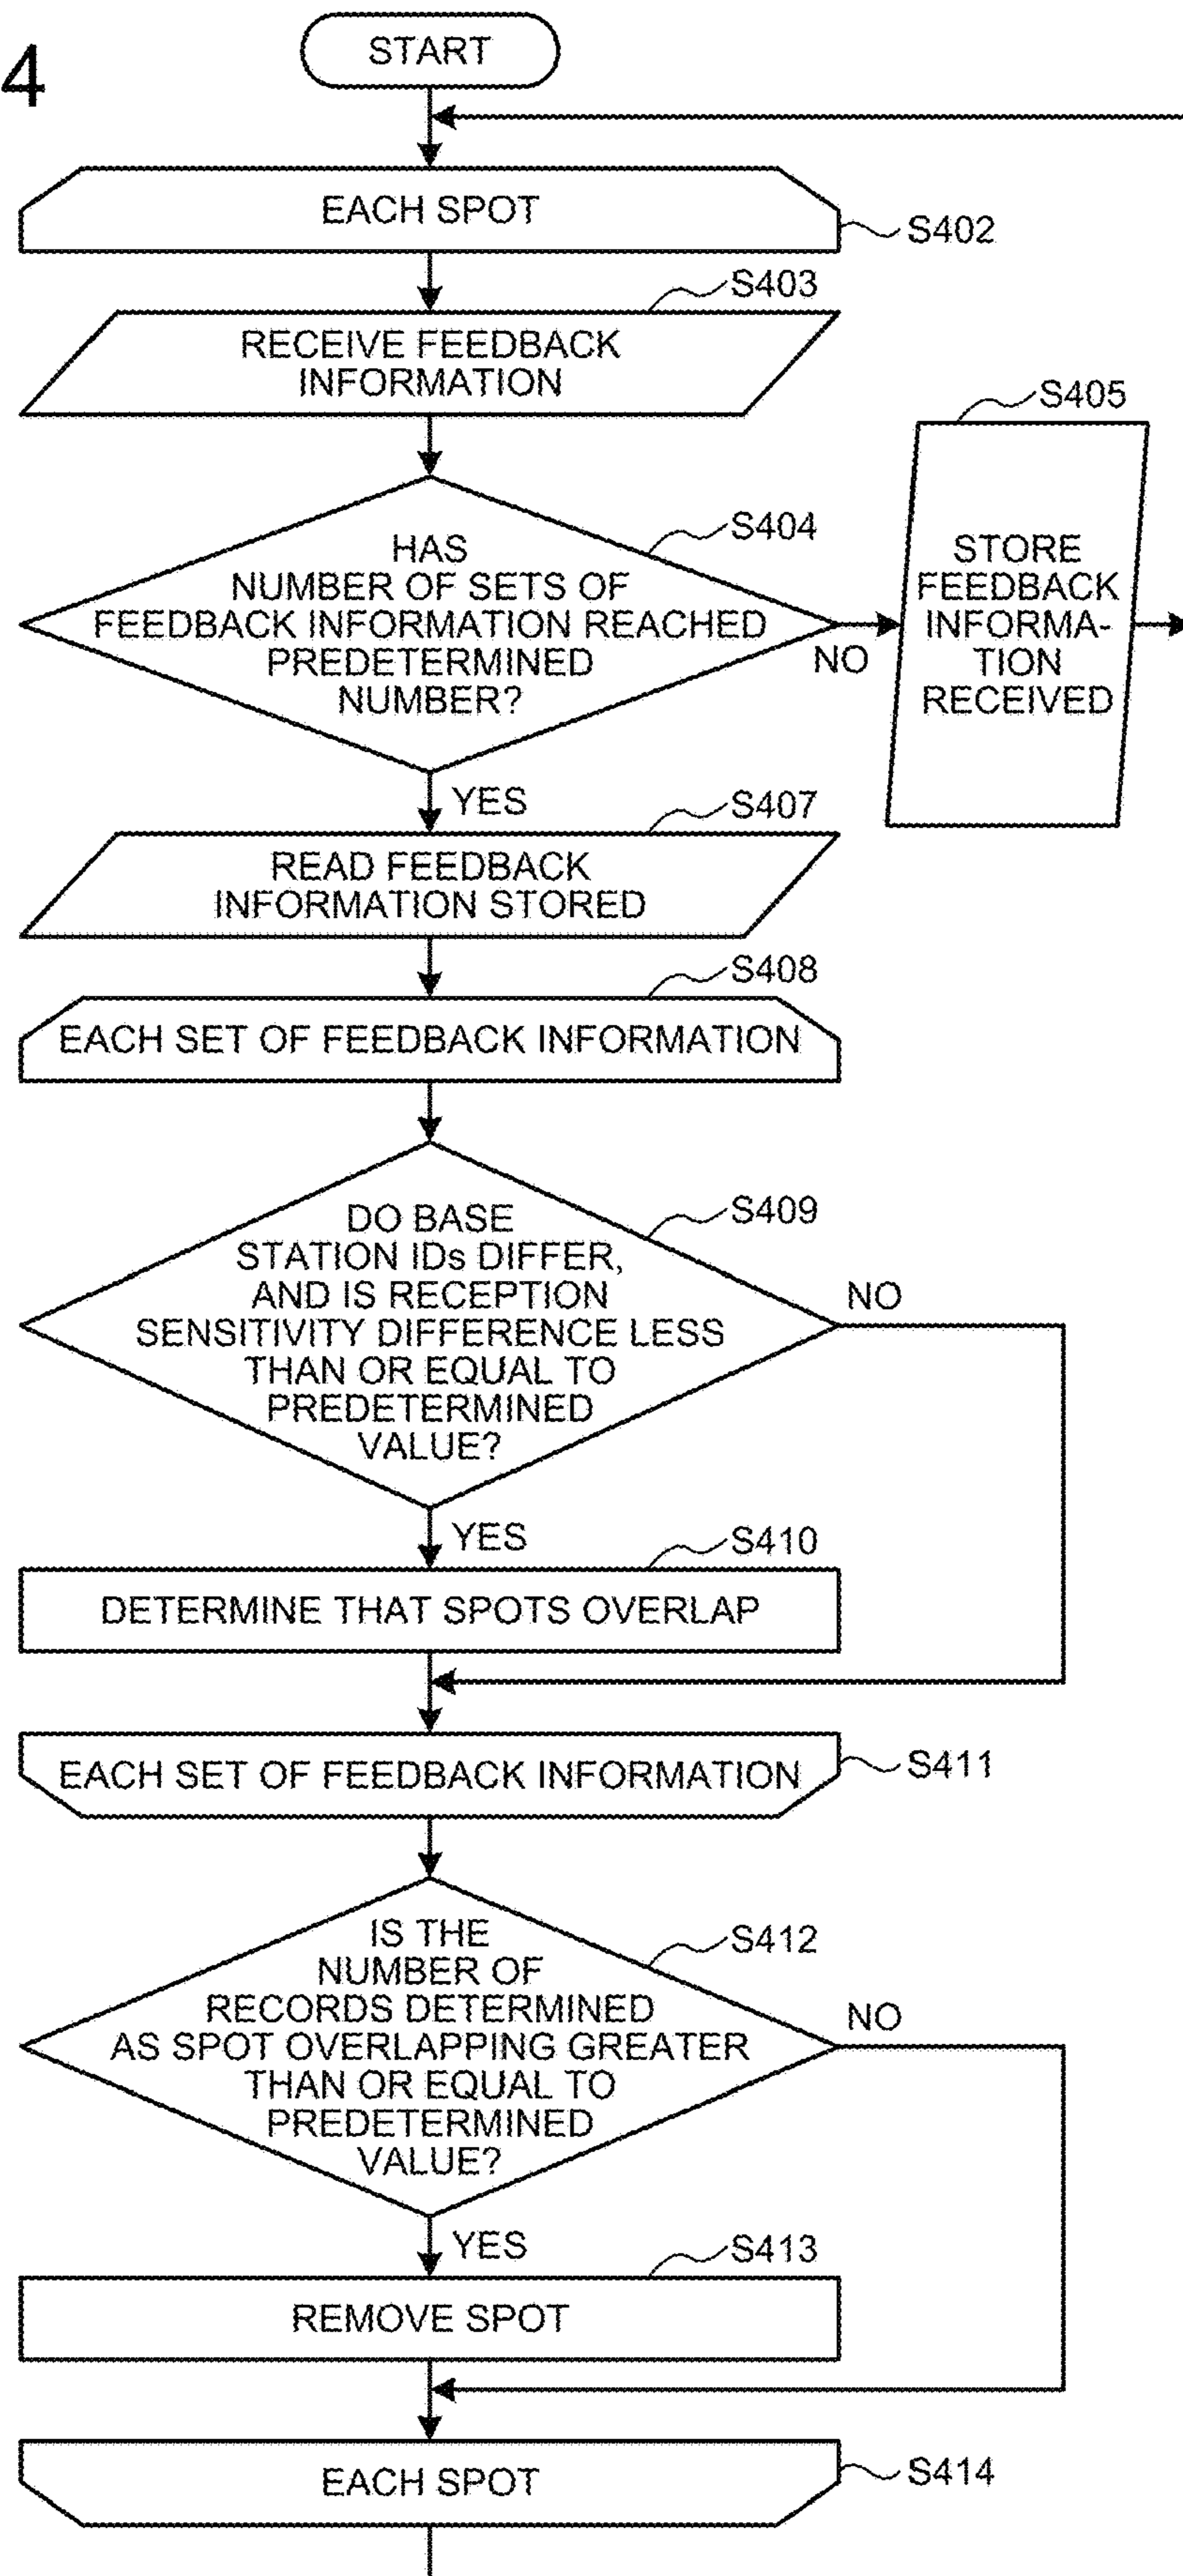 4
START
EACH SPOT
S402
S403
RECEIVE FEEDBACK
INFORMATION
S404
HAS
NUMBER OF SETS OF
FEEDBACK INFORMATION REACHED
PREDETERMINED
NUMBER?
NO
S405
STORE
FEEDBACK
INFORMA-
TION
RECEIVED
YES
S407
READ FEEDBACK
INFORMATION STORED
S408
EACH SET OF FEEDBACK INFORMATION
S409
DO BASE
STATION IDs DIFFER,
AND IS RECEPTION
SENSITIVITY DIFFERENCE LESS
THAN OR EQUAL TO
PREDETERMINED
VALUE?
NO
YES
S410
DETERMINE THAT SPOTS OVERLAP
EACH SET OF FEEDBACK INFORMATION
S411
S412
IS THE
NUMBER OF
RECORDS DETERMINED
AS SPOT OVERLAPPING GREATER
THAN OR EQUAL TO
PREDETERMINED
VALUE?
NO
YES
S413
REMOVE SPOT
EACH SPOT
S414